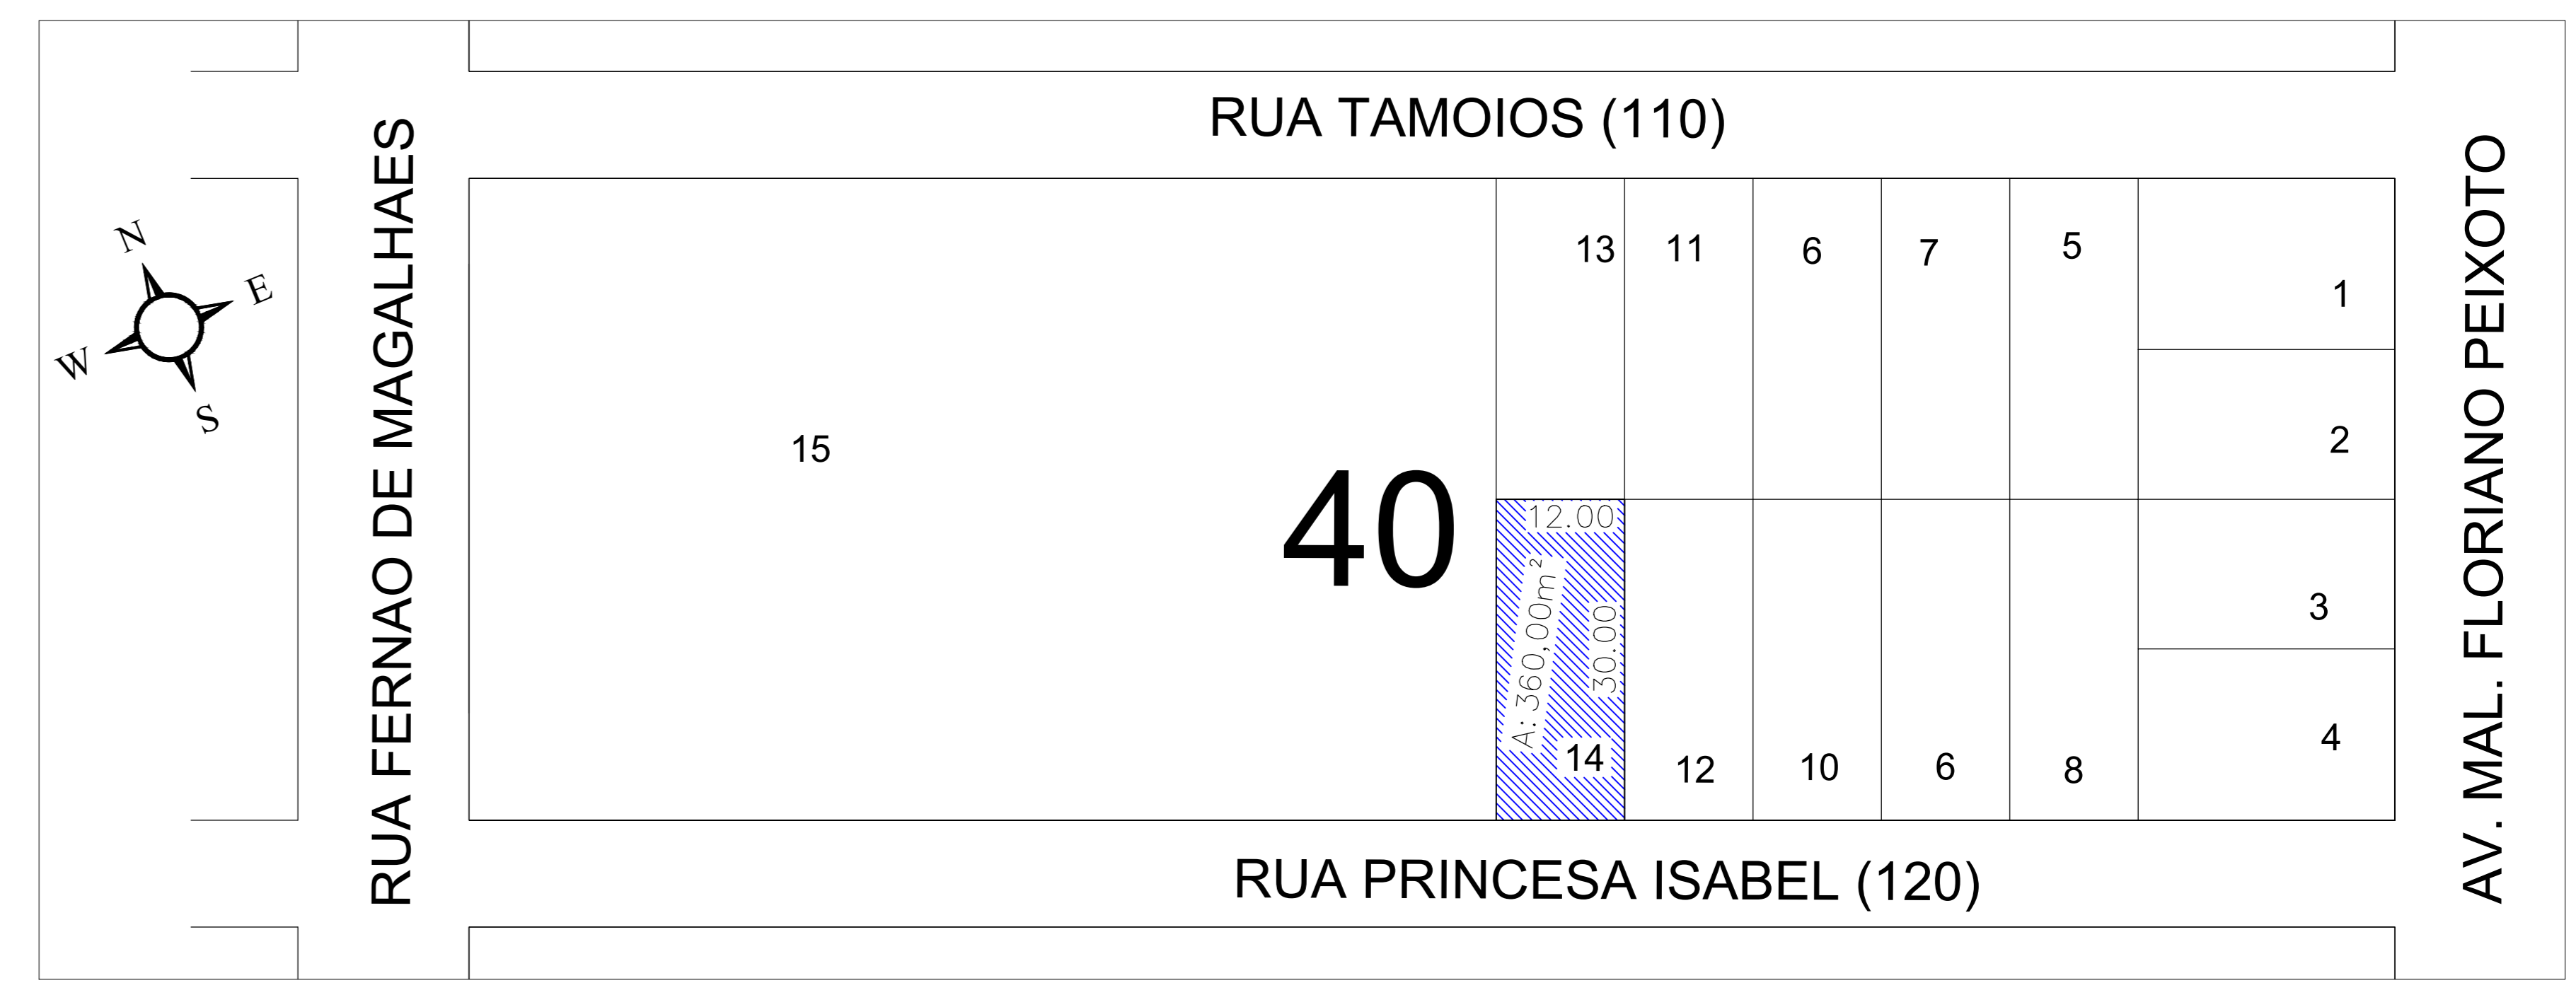 RUA TAMOIOS (110)
RUA FERNAO DE MAGALHAES
AV. MAL. FLORIANO PEIXOTO
N
E
W
S
13
11
6
7
5
1
2
15
40
12.00
A: 360,00m²
30.00
14
12
10
6
8
3
4
RUA PRINCESA ISABEL (120)